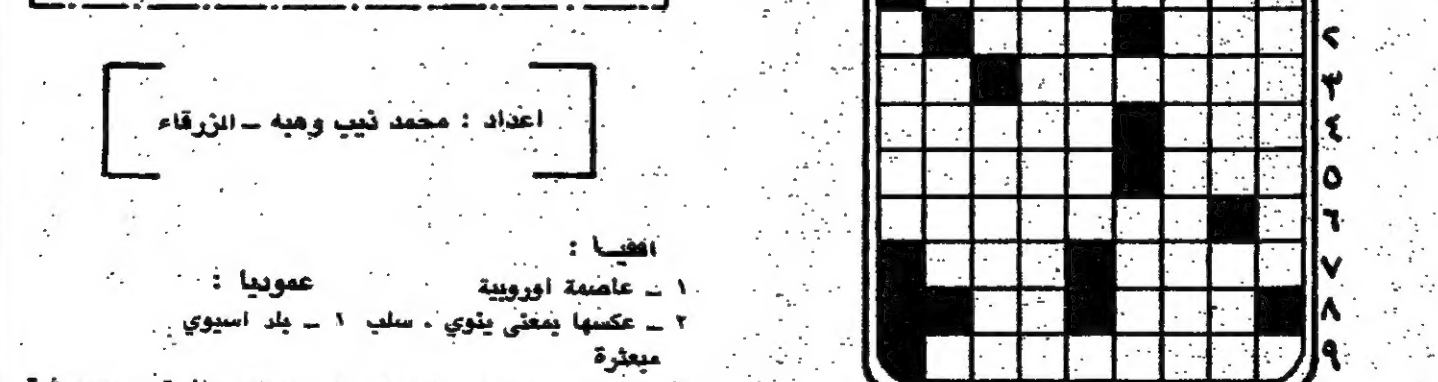 اعداد : محمد ذيب وهبه ـ الزرقاء
افقيا :
١ ـ عاصمة اوروبية
٢ ـ عكسها بمعنى ينوي . سلب
مبعثرة
عموديا :
١ ـ بلد اسيوي
٢
٣
٤
٥
٦
٧
٨
٩